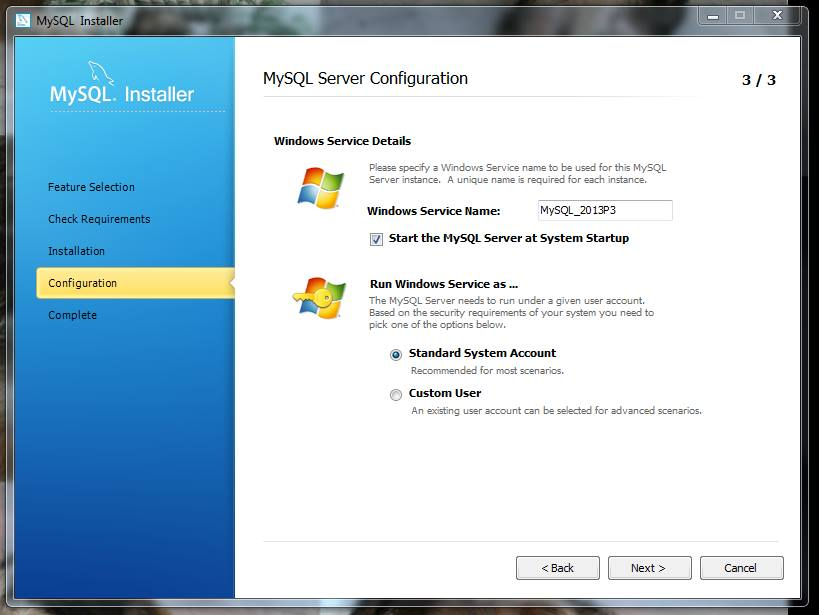 MySQL Installer
MySQL. Installer
Feature Selection
Check Requirements
Installation
Configuration
Complete
MySQL Server Configuration
3 / 3
Windows Service Details
Please specify a Windows Service name to be used for this MySQL
Server instance. A unique name is required for each instance.
Windows Service Name:
MySQL_2013P3
Start the MySQL Server at System Startup
Run Windows Service as ...
The MySQL Server needs to run under a given user account.
Based on the security requirements of your system you need to
pick one of the options below.
Standard System Account
Recommended for most scenarios.
Custom User
An existing user account can be selected for advanced scenarios.
< Back
Next >
Cancel